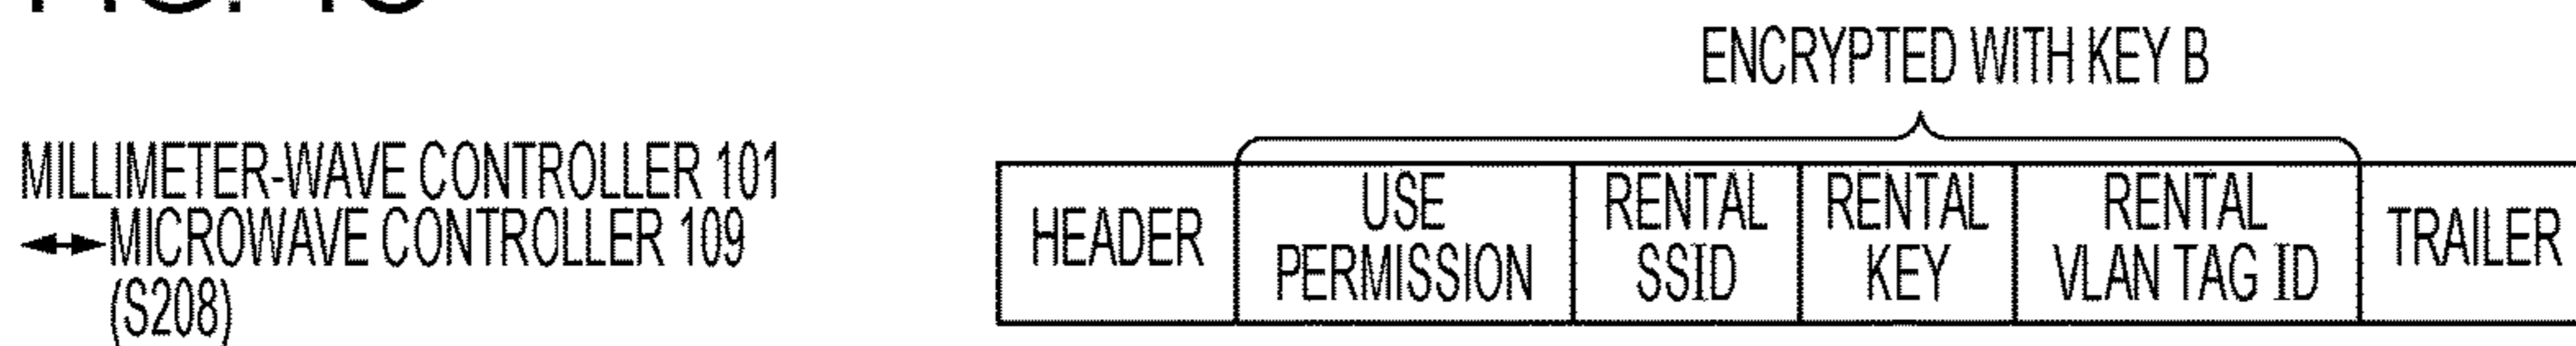 ENCRYPTED WITH KEY B
MILLIMETER-WAVE CONTROLLER 101
MICROWAVE CONTROLLER 109
(S208)
HEADER
USE
PERMISSION
RENTAL
SSID
RENTAL
KEY
RENTAL
VLAN TAG ID
TRAILER